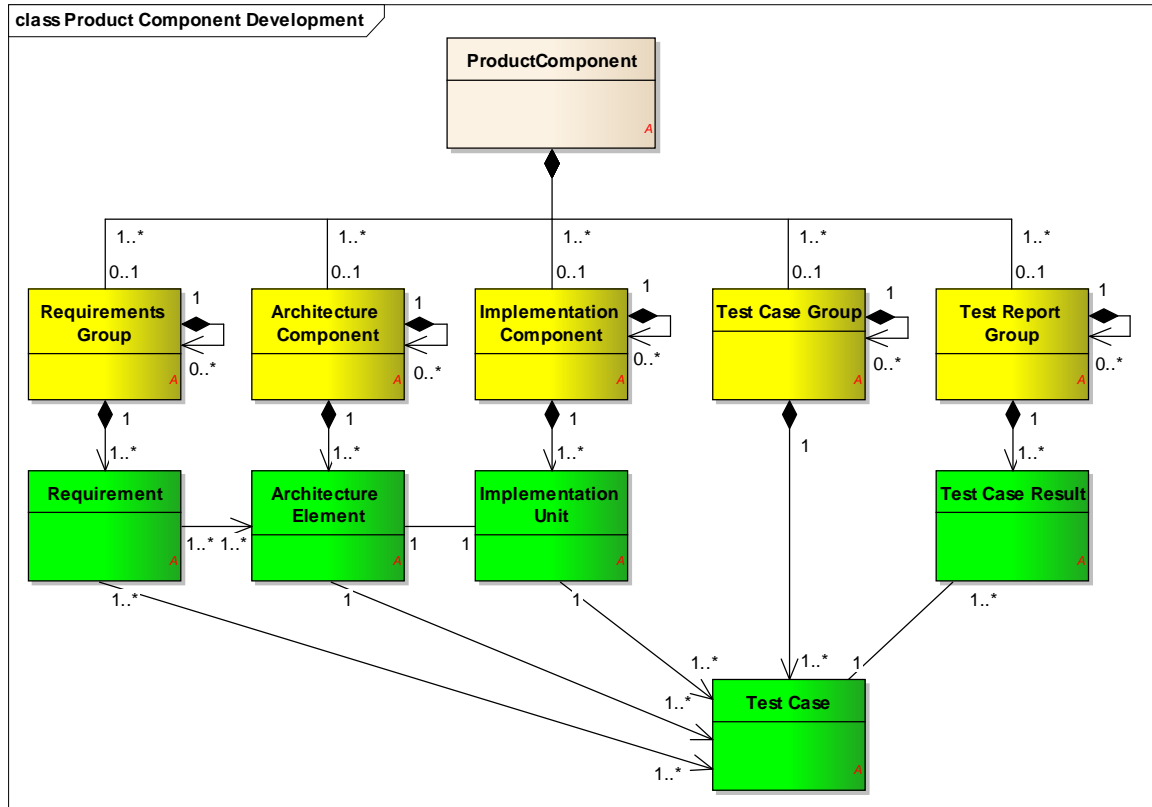 class Product Component Development
ProductComponent
A
1..* 1..* 1..* 1..* 1..*
0..1 0..1 0..1 0..1 0..1
Requirements
Group
1
0..*
A
Architecture
Component
1
0..*
A
Implementation
Component
1
0..*
A
Test Case Group
1
0..*
A
Test Report
Group
1
0..*
A
1 1 1 1 1
1..* 1..* 1..* 1..*
Requirement
A
Architecture
Element
A
Implementation
Unit
A
Test Case Result
A
1..* 1..* 1 1
1..* 1 1 1..*
1..* 1..* 1
1..*
Test Case
A
1..*